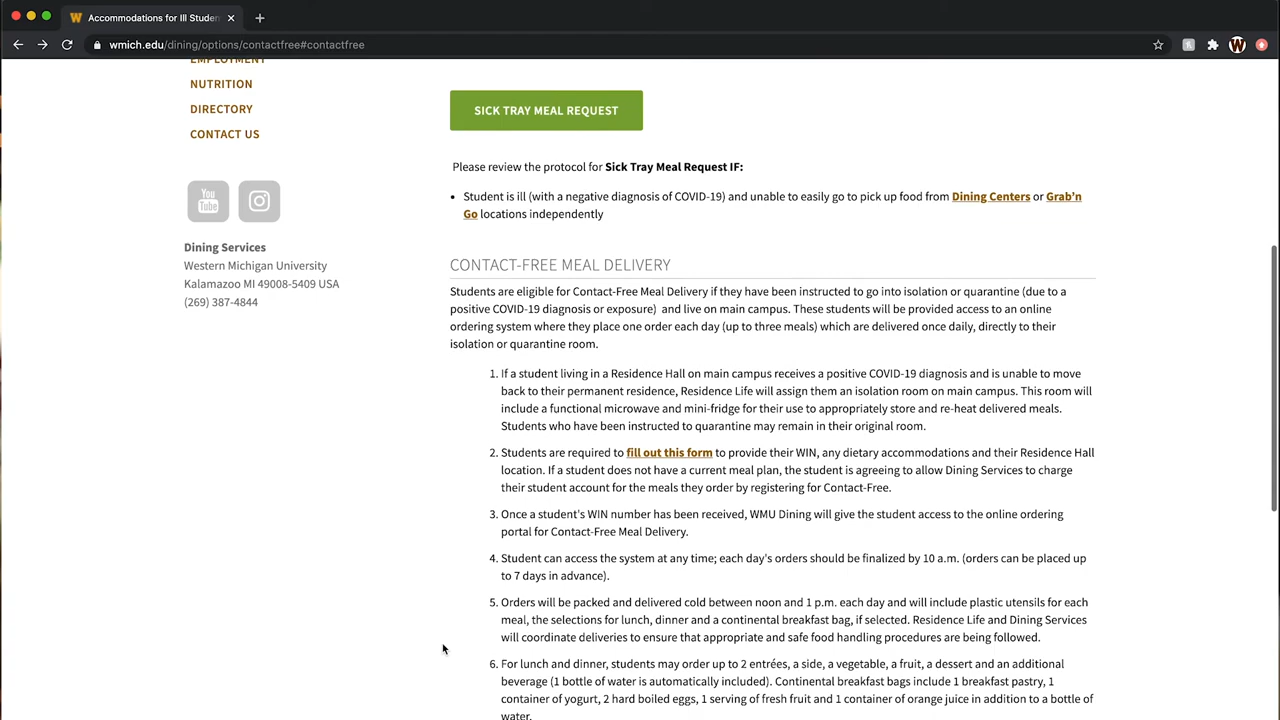 Accommodations for Ill Studen
wmich.edu/dining/options/contactfree#contactfree
EMPLOYMENT
NUTRITION
DIRECTORY
CONTACT US
You
Tube
Dining Services
Western Michigan University
Kalamazoo MI 49008-5409 USA
(269) 387-4844
SICK TRAY MEAL REQUEST
Please review the protocol for Sick Tray Meal Request IF:
• Student is ill (with a negative diagnosis of COVID-19) and unable to easily go to pick up food from Dining Centers or Grab'n
Go locations independently
CONTACT-FREE MEAL DELIVERY
Students are eligible for Contact-Free Meal Delivery if they have been instructed to go into isolation or quarantine (due to a
positive COVID-19 diagnosis or exposure) and live on main campus. These students will be provided access to an online
ordering system where they place one order each day (up to three meals) which are delivered once daily, directly to their
isolation or quarantine room.
1. If a student living in a Residence Hall on main campus receives a positive COVID-19 diagnosis and is unable to move
back to their permanent residence, Residence Life will assign them an isolation room on main campus. This room will
include a functional microwave and mini-fridge for their use to appropriately store and re-heat delivered meals.
Students who have been instructed to quarantine may remain in their original room.
2. Students are required to fill out this form to provide their WIN, any dietary accommodations and their Residence Hall
location. If a student does not have a current meal plan, the student is agreeing to allow Dining Services to charge
their student account for the meals they order by registering for Contact-Free.
3. Once a student's WIN number has been received, WMU Dining will give the student access to the online ordering
portal for Contact-Free Meal Delivery.
4. Student can access the system at any time; each day's orders should be finalized by 10 a.m. (orders can be placed up
to 7 days in advance).
5. Orders will be packed and delivered cold between noon and 1 p.m. each day and will include plastic utensils for each
meal, the selections for lunch, dinner and a continental breakfast bag, if selected. Residence Life and Dining Services
will coordinate deliveries to ensure that appropriate and safe food handling procedures are being followed.
6. For lunch and dinner, students may order up to 2 entrées, a side, a vegetable, a fruit, a dessert and an additional
beverage (1 bottle of water is automatically included). Continental breakfast bags include 1 breakfast pastry, 1
container of yogurt, 2 hard boiled eggs, 1 serving of fresh fruit and 1 container of orange juice in addition to a bottle of
water.